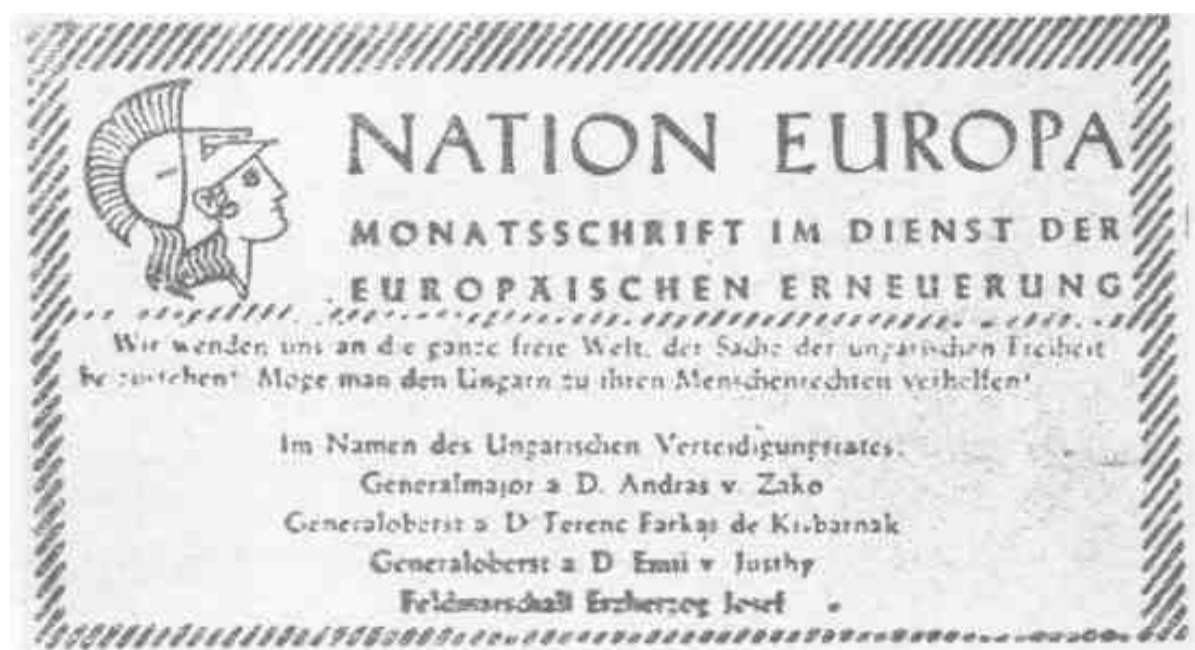 NATION EUROPA
MONATSSCHRIFT IM DIENST DER
EUROPÄISCHEN ERNEUERUNG
Wir wenden uns an die ganze freie Welt, der Sache der ungarischen Freiheit
beizustehen! Möge man den Ungarn zu ihren Menschenrechten verhelfen!
Im Namen des Ungarischen Verteidigungsrates:
Generalmajor a D. Andras v. Zako
Generaloberst a D Terenc Farkas de Kisbarnak
Generaloberst a D Emil v Justhy
Feldmarschall Erzherzog Josef